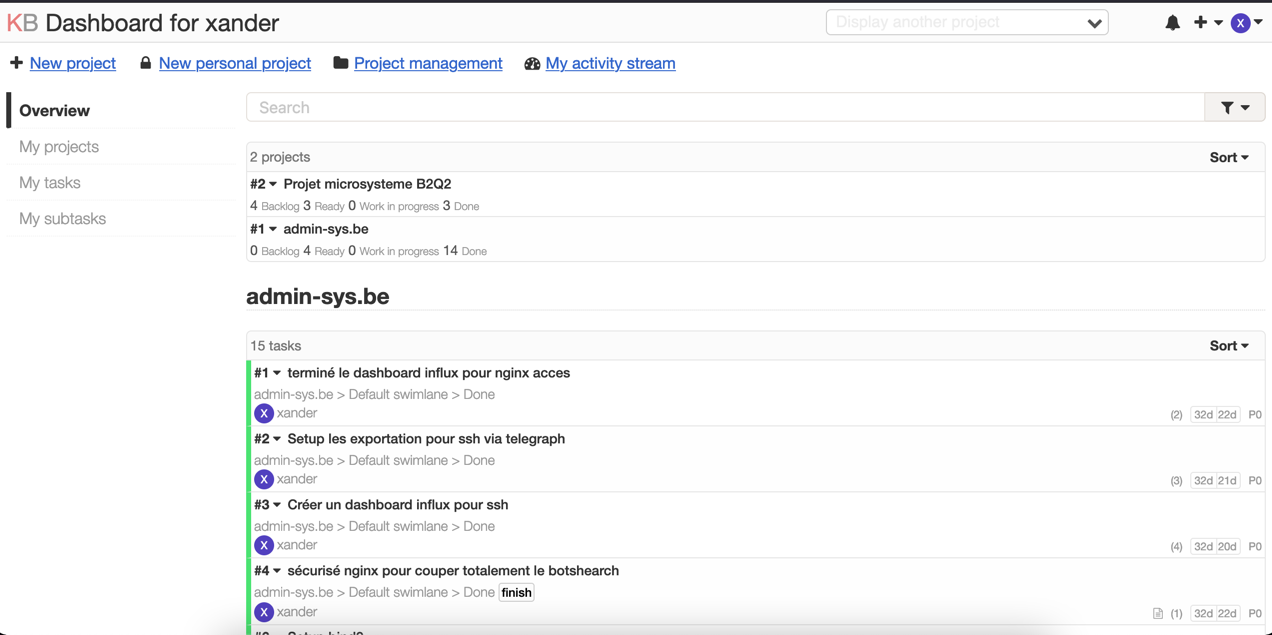 KB Dashboard for xander
Display another project
X
New project New personal project Project management My activity stream
Overview
My projects
My tasks
My subtasks
Search
2 projects Sort
#2 Projet microsysteme B2Q2
4 Backlog 3 Ready 0 Work in progress 3 Done
#1 admin-sys.be
0 Backlog 4 Ready 0 Work in progress 14 Done
admin-sys.be
15 tasks Sort
#1 terminé le dashboard influx pour nginx acces
admin-sys.be > Default swimlane > Done
X xander (2) 32d 22d P0
#2 Setup les exportation pour ssh via telegraph
admin-sys.be > Default swimlane > Done
X xander (3) 32d 21d P0
#3 Créer un dashboard influx pour ssh
admin-sys.be > Default swimlane > Done
X xander (4) 32d 20d P0
#4 sécurisé nginx pour couper totalement le botshearch
admin-sys.be > Default swimlane > Done finish
X xander (1) 32d 22d P0